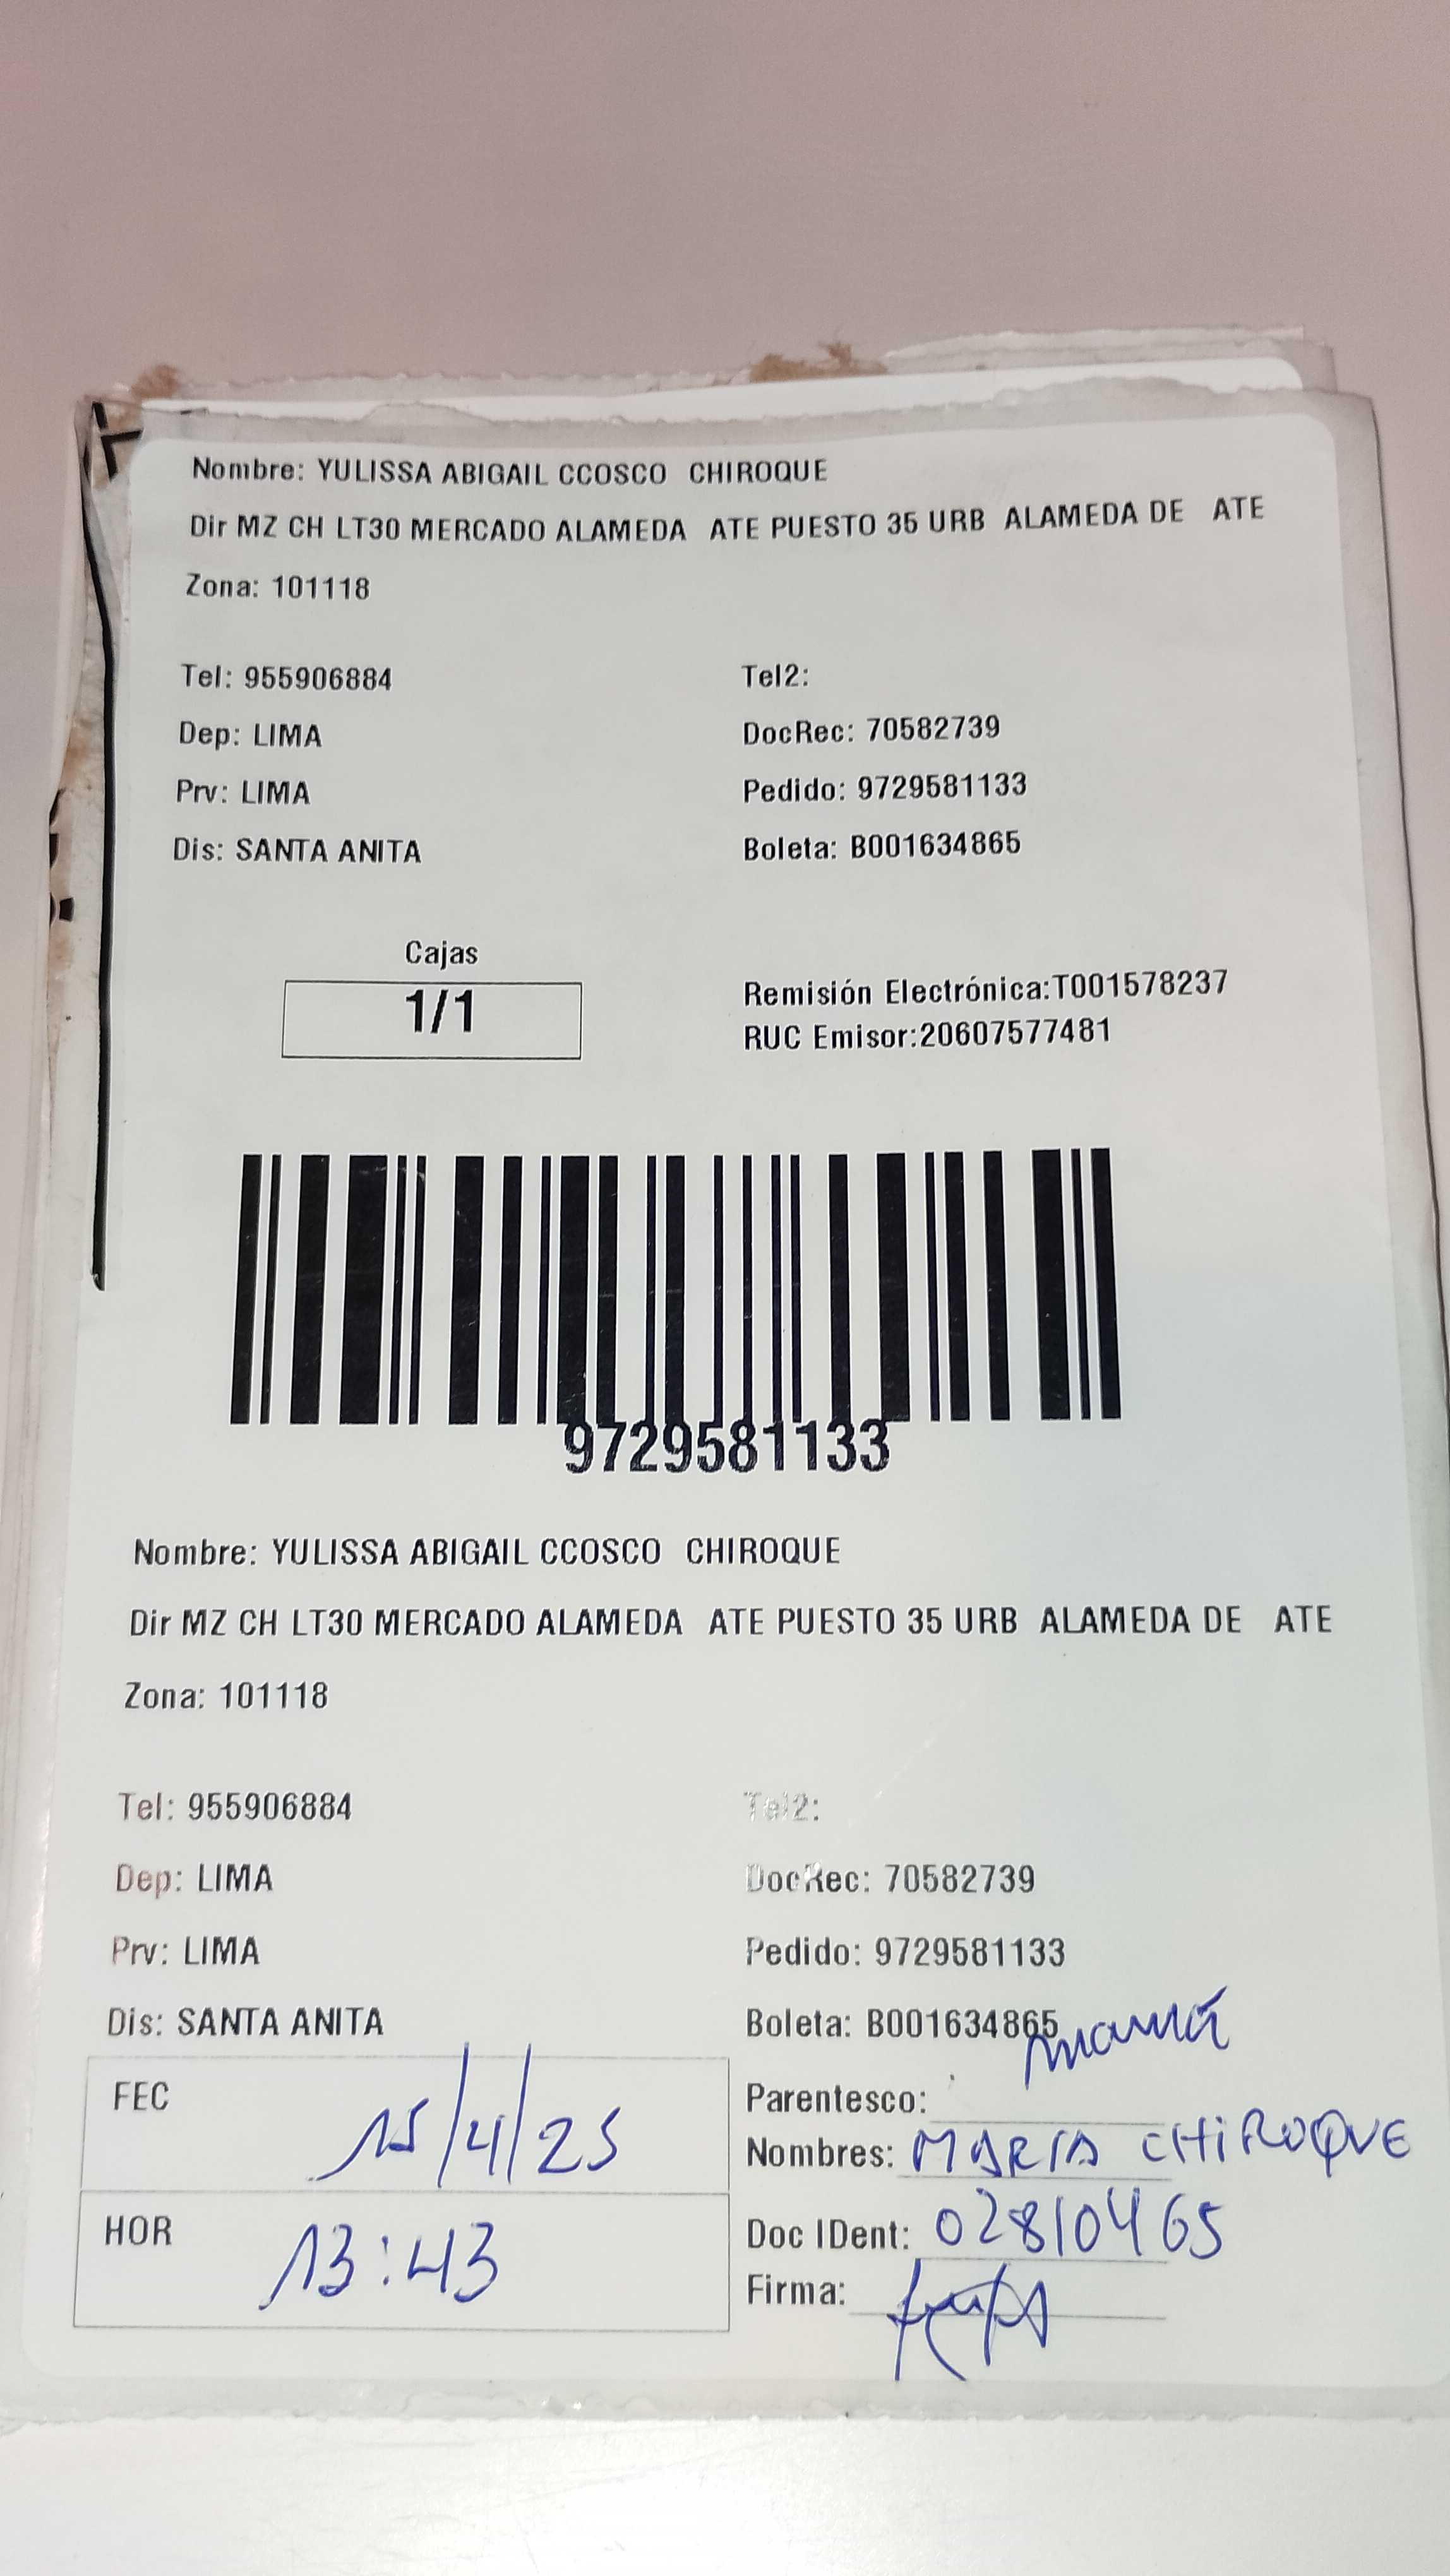 Nombre: YULISSA ABIGAIL CCOSCO CHIROQUE
Dir MZ CH LT30 MERCADO ALAMEDA ATE PUESTO 35 URB ALAMEDA DE ATE
Zona: 101118
Tel: 955906884 Tel2:
Dep: LIMA DocRec: 70582739
Prv: LIMA Pedido: 9729581133
Dis: SANTA ANITA Boleta: B001634865
Cajas
1/1
Remisión Electrónica:T001578237
RUC Emisor:20607577481
9729581133
Nombre: YULISSA ABIGAIL CCOSCO CHIROQUE
Dir MZ CH LT30 MERCADO ALAMEDA ATE PUESTO 35 URB ALAMEDA DE ATE
Zona: 101118
Tel: 955906884 Tel2:
Dep: LIMA DocRec: 70582739
Prv: LIMA Pedido: 9729581133
Dis: SANTA ANITA Boleta: B001634865
FEC 15/4/25
HOR 13:43
Parentesco: mamá
Nombres: MARIA CHIROQUE
Doc IDent: 02810465
Firma: